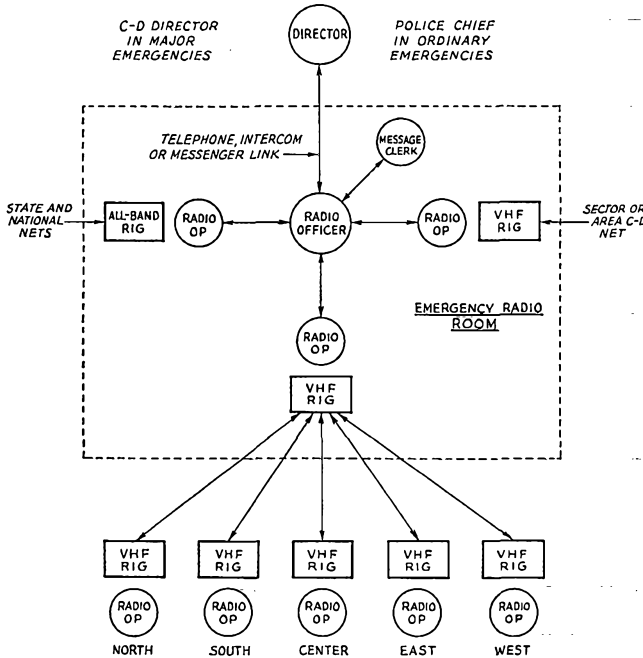 C-D DIRECTOR
IN MAJOR
EMERGENCIES
DIRECTOR
POLICE CHIEF
IN ORDINARY
EMERGENCIES
TELEPHONE, INTERCOM
OR MESSENGER LINK
MESSAGE
CLERK
STATE AND
NATIONAL
NETS
ALL-BAND
RIG
RADIO
OP
RADIO
OFFICER
RADIO
OP
VHF
RIG
SECTOR OR
AREA C-D
NET
EMERGENCY RADIO
ROOM
RADIO
OP
VHF
RIG
VHF
RIG
VHF
RIG
VHF
RIG
VHF
RIG
VHF
RIG
RADIO
OP
RADIO
OP
RADIO
OP
RADIO
OP
RADIO
OP
NORTH
SOUTH
CENTER
EAST
WEST